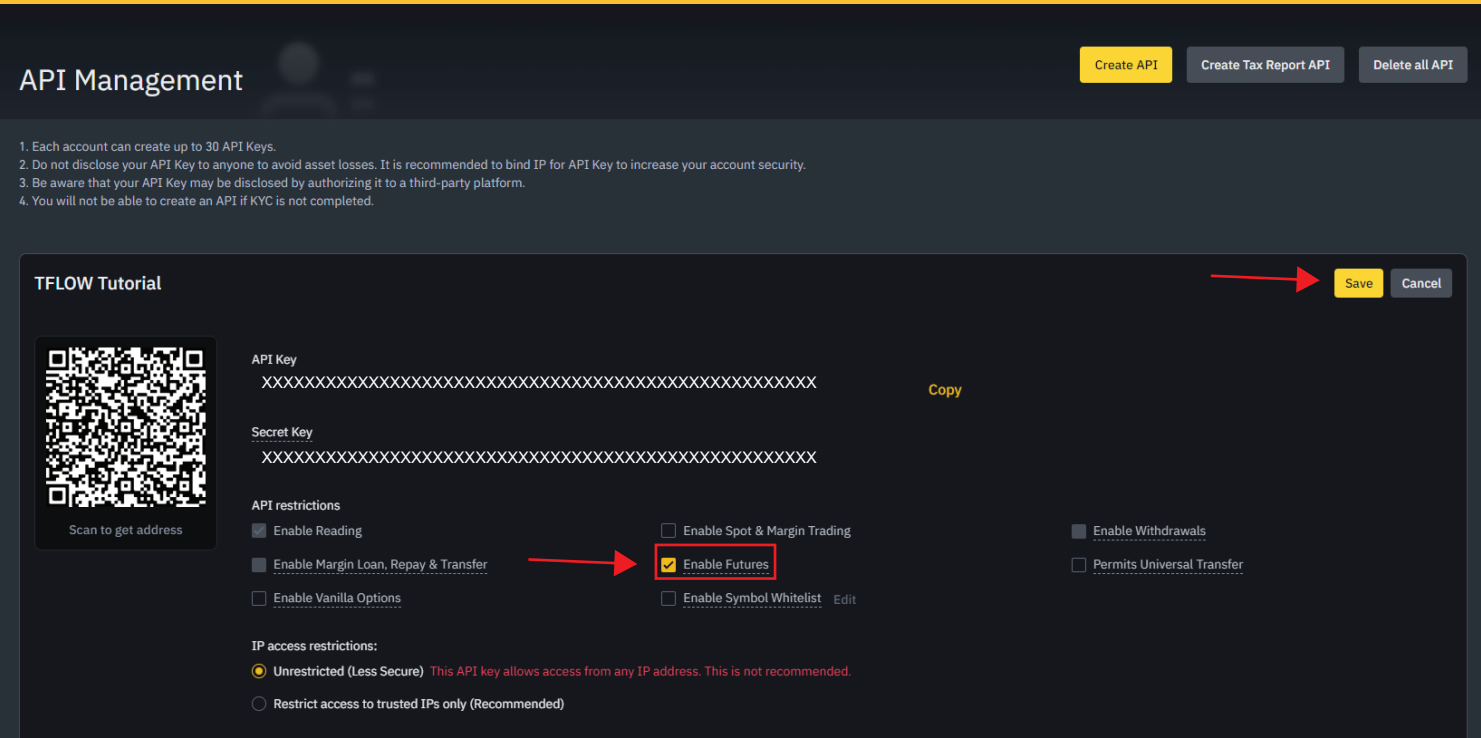 API Management
Create API
Create Tax Report API
Delete all API
1. Each account can create up to 30 API Keys.
2. Do not disclose your API Key to anyone to avoid asset losses. It is recommended to bind IP for API Key to increase your account security.
3. Be aware that your API Key may be disclosed by authorizing it to a third-party platform.
4. You will not be able to create an API if KYC is not completed.
TFLOW Tutorial
Save
Cancel
Scan to get address
API Key
XXXXXXXXXXXXXXXXXXXXXXXXXXXXXXXXXXXXXXXXXXXXXXXXXXXX
Copy
Secret Key
XXXXXXXXXXXXXXXXXXXXXXXXXXXXXXXXXXXXXXXXXXXXXXXXXXXX
API restrictions
Enable Reading
Enable Spot & Margin Trading
Enable Withdrawals
Enable Margin Loan, Repay & Transfer
Enable Futures
Permits Universal Transfer
Enable Vanilla Options
Enable Symbol Whitelist Edit
IP access restrictions:
Unrestricted (Less Secure) This API key allows access from any IP address. This is not recommended.
Restrict access to trusted IPs only (Recommended)